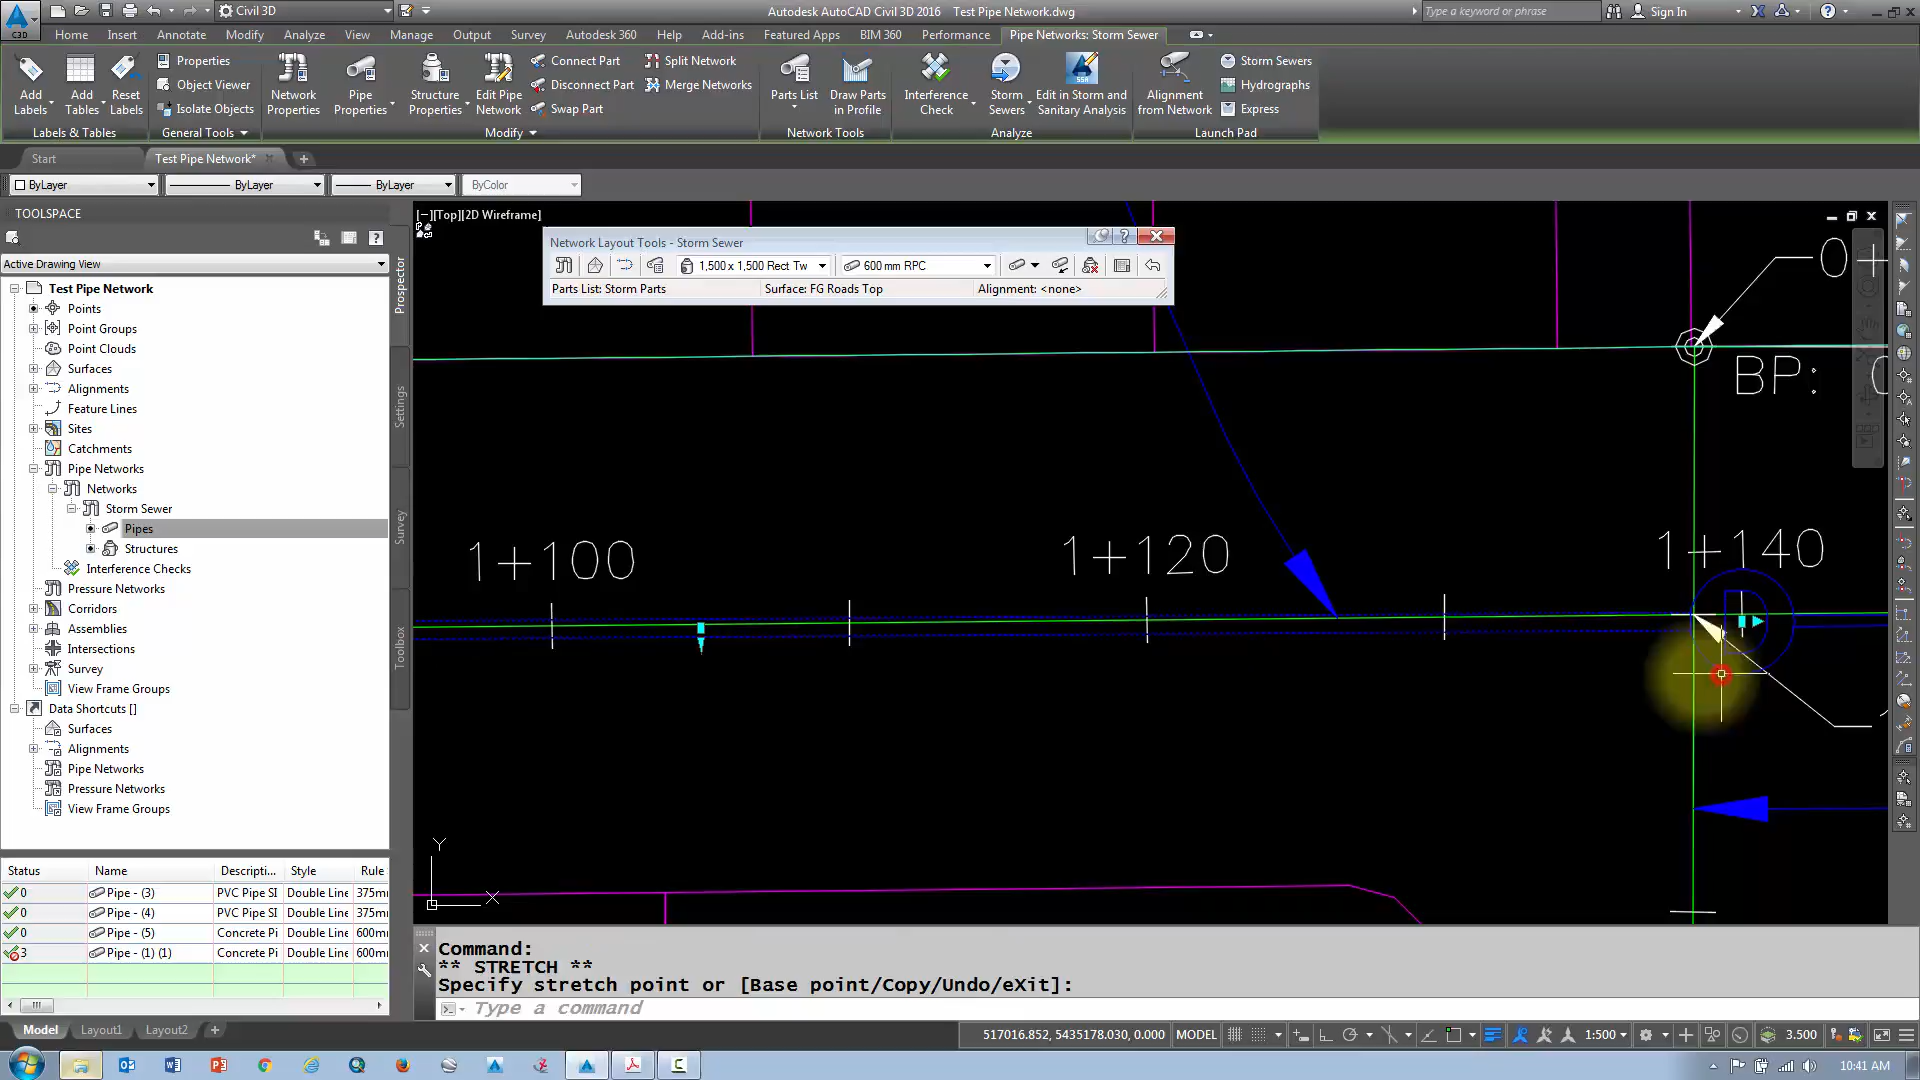 Civil 3D
Autodesk AutoCAD Civil 3D 2016 Test Pipe Network.dwg
Type a keyword or phrase
Sign In
C3D
Home Insert Annotate Modify Analyze View Manage Output Survey Autodesk 360 Help Add-ins Featured Apps BIM 360 Performance Pipe Networks: Storm Sewer
Add Labels
Add Tables
Reset Labels
Labels & Tables
Properties
Object Viewer
Isolate Objects
General Tools
Network Properties
Pipe Properties
Structure Properties
Edit Pipe Network
Connect Part
Disconnect Part
Swap Part
Split Network
Merge Networks
Modify
Parts List
Draw Parts in Profile
Network Tools
Interference Check
Storm Sewers
Edit in Storm and Sanitary Analysis
Analyze
Alignment from Network
Storm Sewers
Hydrographs
Express
Launch Pad
Start
Test Pipe Network*
ByLayer
ByLayer
ByLayer
ByColor
TOOLSPACE
Active Drawing View
Test Pipe Network
Points
Point Groups
Point Clouds
Surfaces
Alignments
Feature Lines
Sites
Catchments
Pipe Networks
Networks
Storm Sewer
Pipes
Structures
Interference Checks
Pressure Networks
Corridors
Assemblies
Intersections
Survey
View Frame Groups
Data Shortcuts []
Surfaces
Alignments
Pipe Networks
Pressure Networks
View Frame Groups
Prospector
Settings
Survey
Toolbox
Status Name Descripti... Style Rule
0 Pipe - (3) PVC Pipe SI Double Line 375m
0 Pipe - (4) PVC Pipe SI Double Line 375m
0 Pipe - (5) Concrete Pi Double Line 600m
3 Pipe - (1) (1) Concrete Pi Double Line 600m
[−][Top][2D Wireframe]
Network Layout Tools - Storm Sewer
1,500 x 1,500 Rect Tw
600 mm RPC
Parts List: Storm Parts
Surface: FG Roads Top
Alignment: <none>
0+
BP: 0
1+100
1+120
1+140
D
Y
X
Command:
** STRETCH **
Specify stretch point or [Base point/Copy/Undo/eXit]:
Type a command
Model Layout1 Layout2
517016.852, 5435178.030, 0.000 MODEL
1:500
3.500
10:41 AM